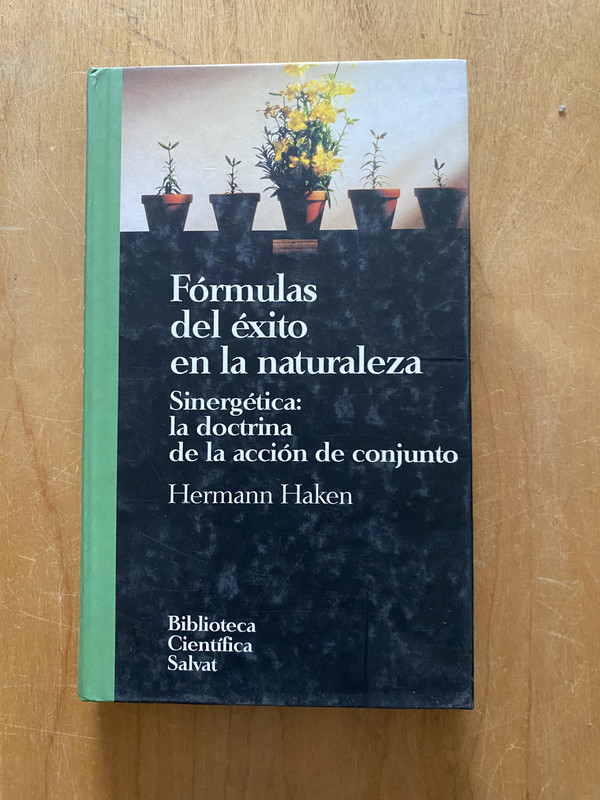 Fórmulas
del éxito
en la naturaleza
Sinergética:
la doctrina
de la acción de conjunto
Hermann Haken
Biblioteca
Científica
Salvat